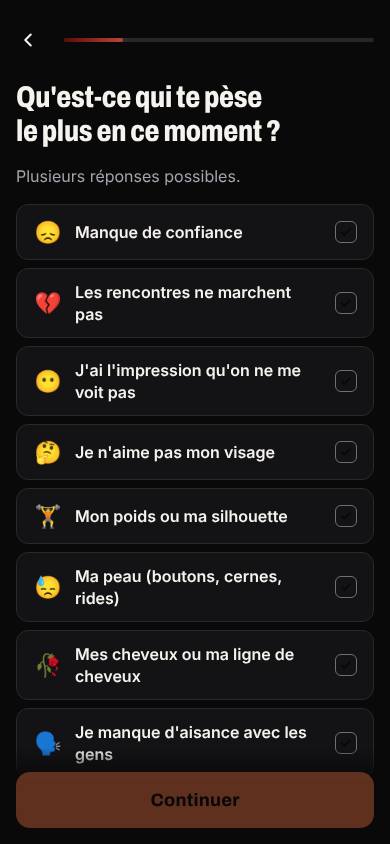 Qu'est-ce qui te pèse
le plus en ce moment ?
Plusieurs réponses possibles.
Manque de confiance
Les rencontres ne marchent
pas
J'ai l'impression qu'on ne me
voit pas
Je n'aime pas mon visage
Mon poids ou ma silhouette
Ma peau (boutons, cernes,
rides)
Mes cheveux ou ma ligne de
cheveux
Je manque d'aisance avec les
gens
Continuer